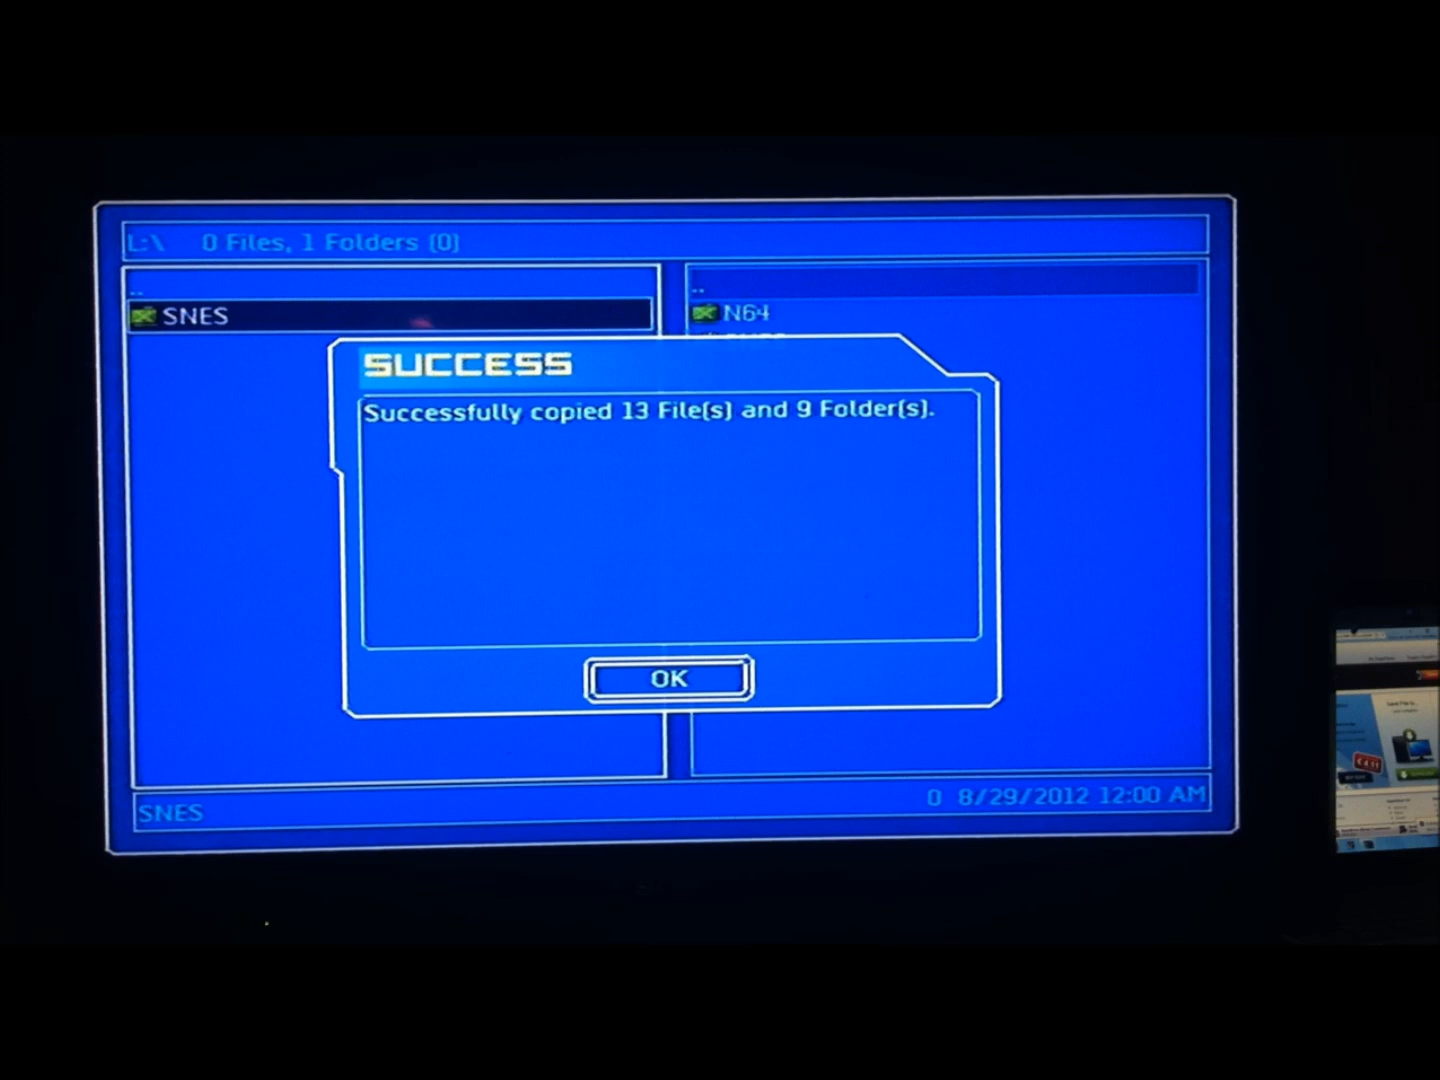 L:\ 0 Files, 1 Folders (0)
..
SNES
..
N64
SUCCESS
Successfully copied 13 File(s) and 9 Folder(s).
OK
SNES
0 8/29/2012 12:00 AM